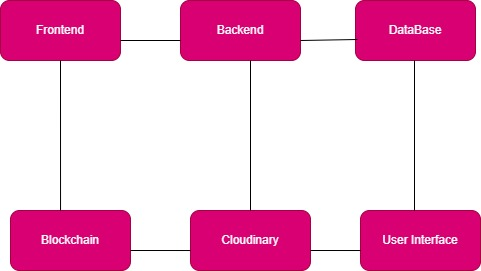 Frontend
Backend
DataBase
Blockchain
Cloudinary
User Interface